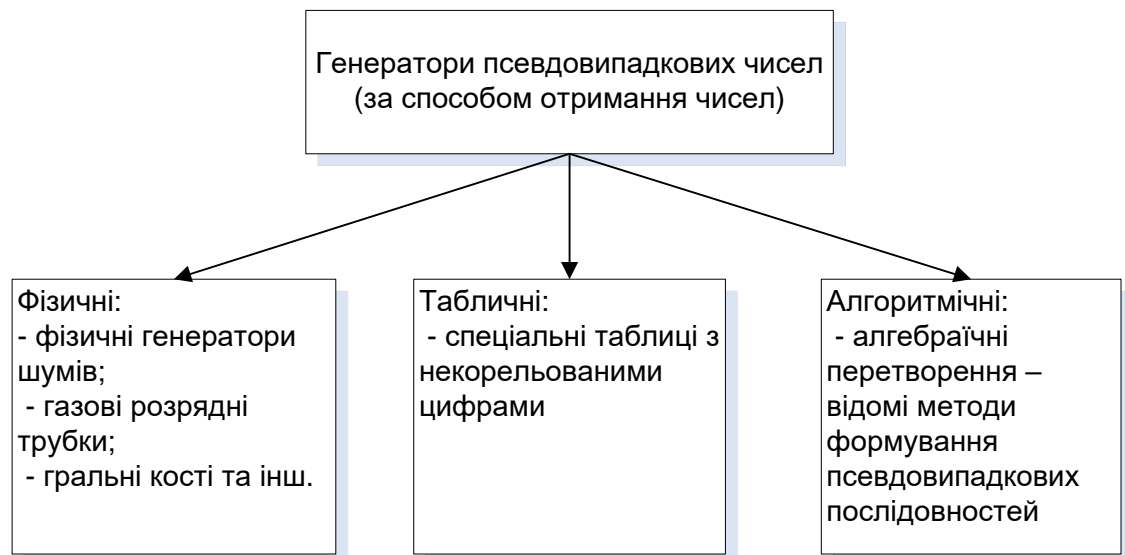 Генератори псевдовипадкових чисел
(за способом отримання чисел)
Фізичні:
- фізичні генератори
шумів;
- газові розрядні
трубки;
- гральні кості та інш.
Табличні:
- спеціальні таблиці з
некорельованими
цифрами
Алгоритмічні:
- алгебраїчні
перетворення –
відомі методи
формування
псевдовипадкових
послідовностей